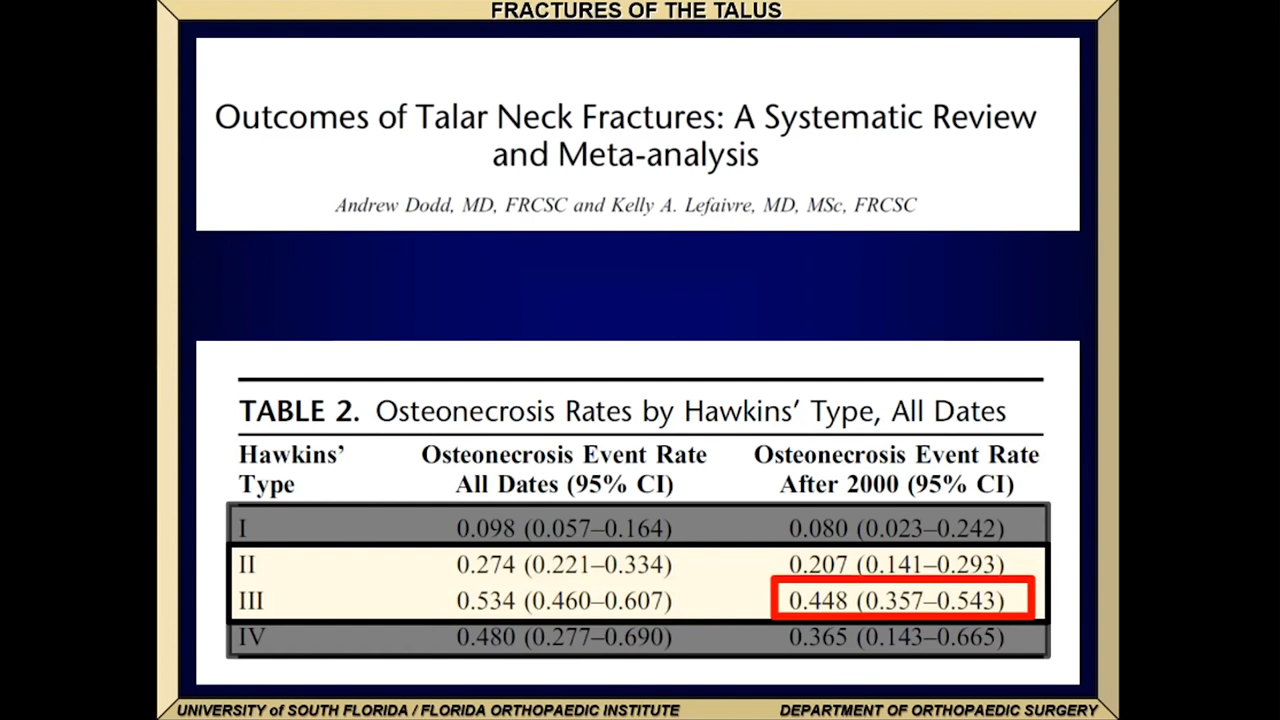 FRACTURES OF THE TALUS
Outcomes of Talar Neck Fractures: A Systematic Review
and Meta-analysis
Andrew Dodd, MD, FRCSC and Kelly A. Lefaivre, MD, MSc, FRCSC
TABLE 2. Osteonecrosis Rates by Hawkins’ Type, All Dates
Hawkins’ Osteonecrosis Event Rate Osteonecrosis Event Rate
Type All Dates (95% CI) After 2000 (95% CI)
I 0.098 (0.057–0.164) 0.080 (0.023–0.242)
II 0.274 (0.221–0.334) 0.207 (0.141–0.293)
III 0.534 (0.460–0.607) 0.448 (0.357–0.543)
IV 0.480 (0.277–0.690) 0.365 (0.143–0.665)
UNIVERSITY of SOUTH FLORIDA / FLORIDA ORTHOPAEDIC INSTITUTE DEPARTMENT OF ORTHOPAEDIC SURGERY